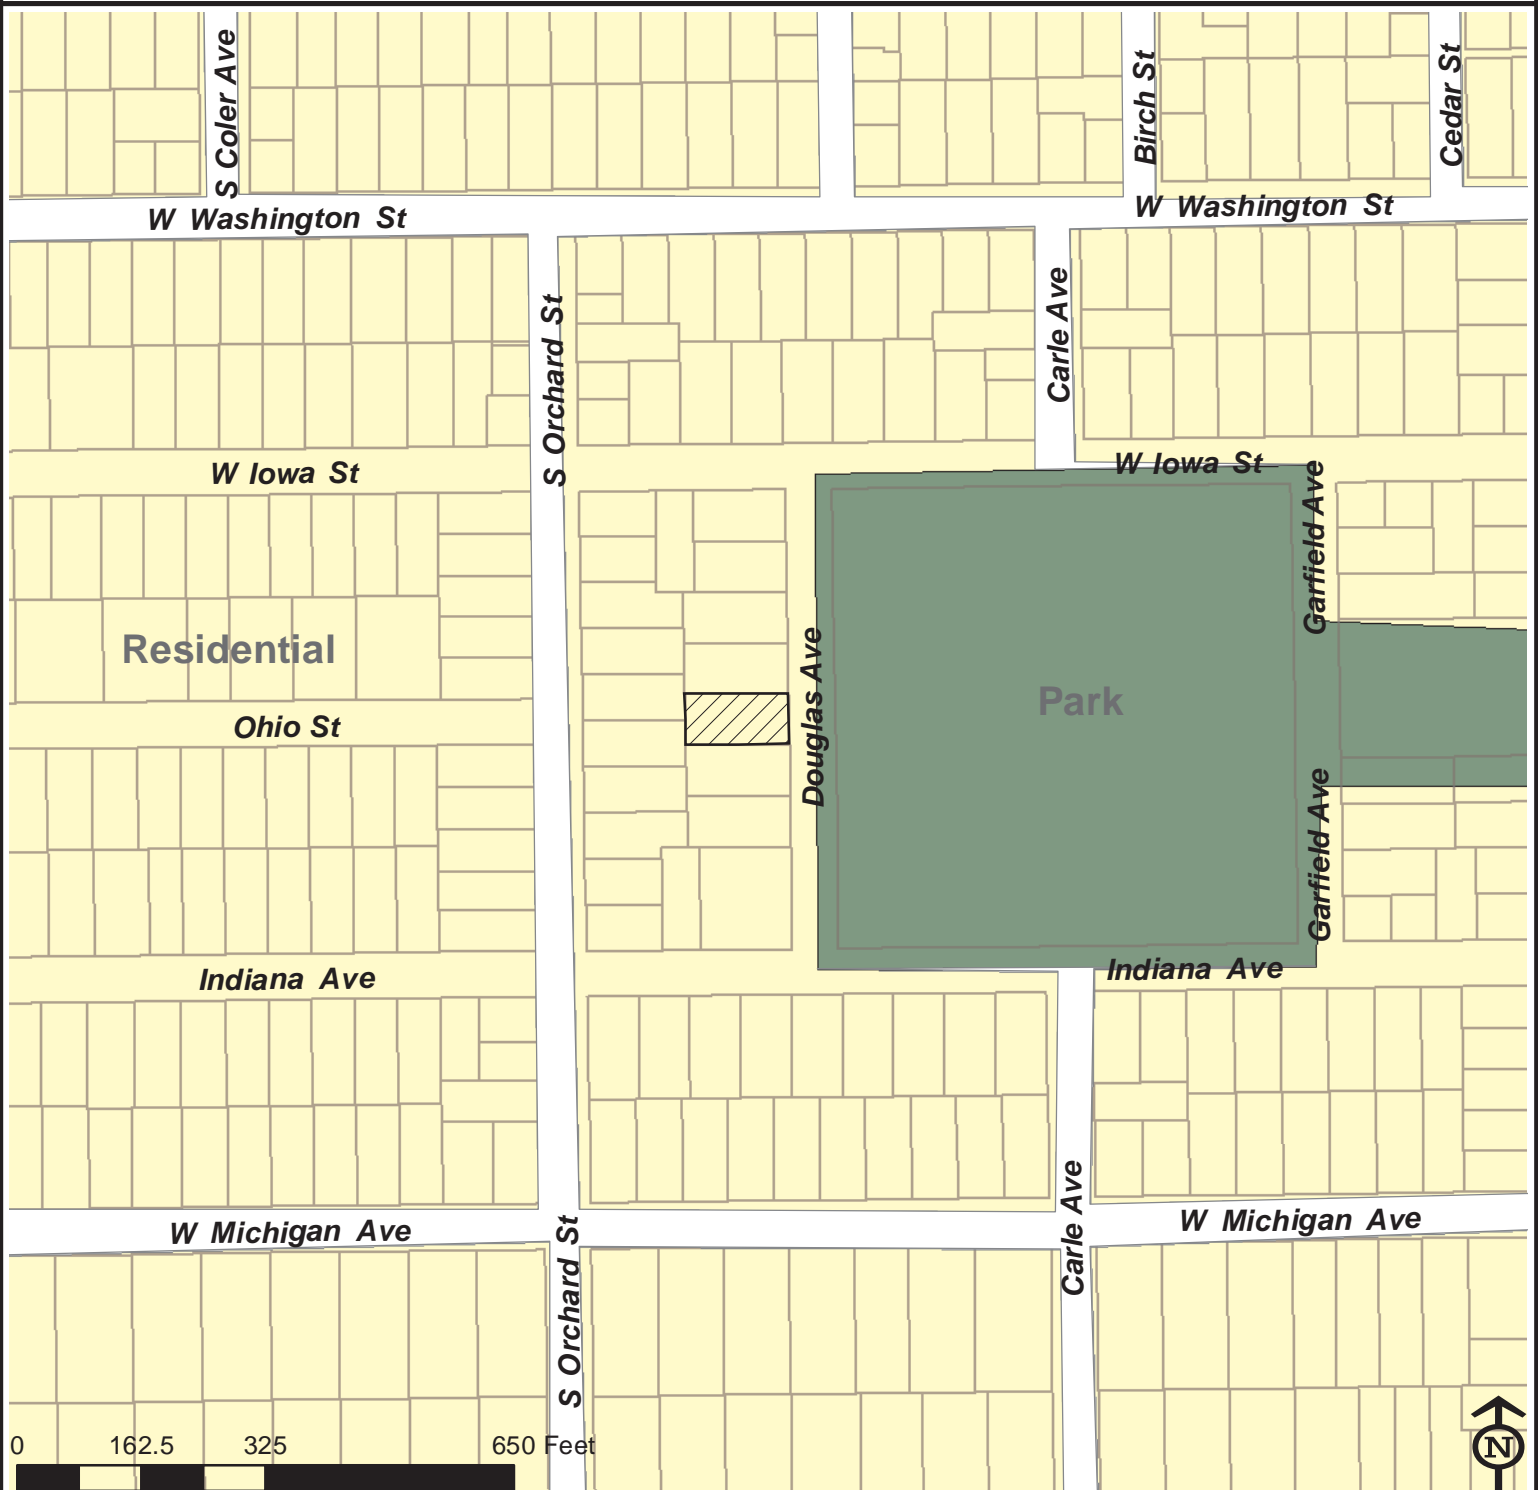 S Coler Ave
Birch St
Cedar St
W Washington St
W Washington St
S Orchard St
Carle Ave
W Iowa St
W Iowa St
Garfield Ave
Residential
Douglas Ave
Park
Ohio St
Garfield Ave
Indiana Ave
Indiana Ave
Carle Ave
W Michigan Ave
W Michigan Ave
S Orchard St
0 162.5 325 650 Feet
N